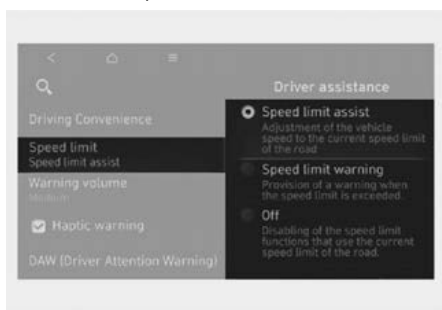 Driver assistance
Driving Convenience
Speed limit
Speed limit assist
Warning volume
Medium
Haptic warning
DAW (Driver Attention Warning)
Speed limit assist
Adjustment of the vehicle
speed to the current speed limit
of the road
Speed limit warning
Provision of a warning when
the speed limit is exceeded.
Off
Disabling of the speed limit
functions that use the current
speed limit of the road.